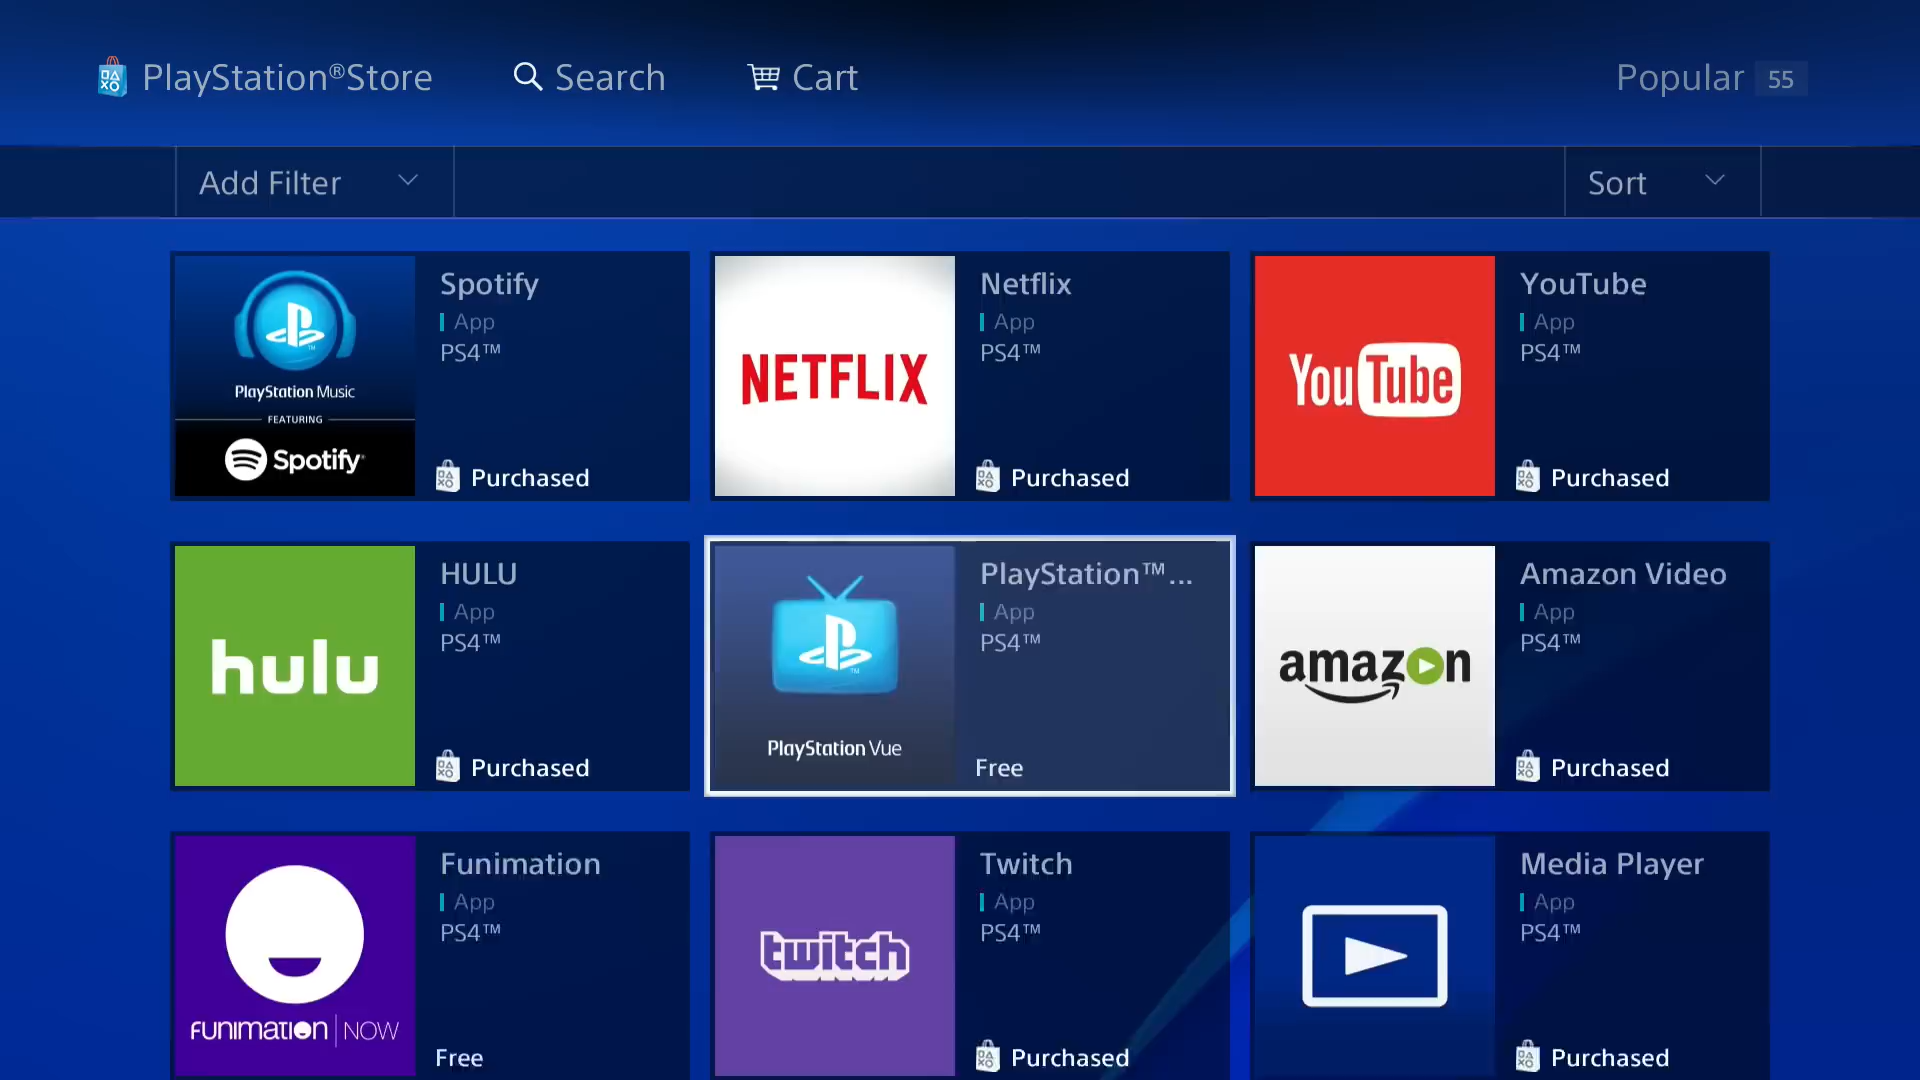 PlayStation®Store
Search
Cart
Popular 55
Add Filter
Sort
PlayStation Music
FEATURING
Spotify
Spotify
App
PS4™
Purchased
NETFLIX
Netflix
App
PS4™
Purchased
YouTube
YouTube
App
PS4™
Purchased
hulu
HULU
App
PS4™
Purchased
PlayStation Vue
PlayStation™...
App
PS4™
Free
amazon
Amazon Video
App
PS4™
Purchased
FUNIMATION | NOW
Funimation
App
PS4™
Free
twitch
Twitch
App
PS4™
Purchased
Media Player
App
PS4™
Purchased